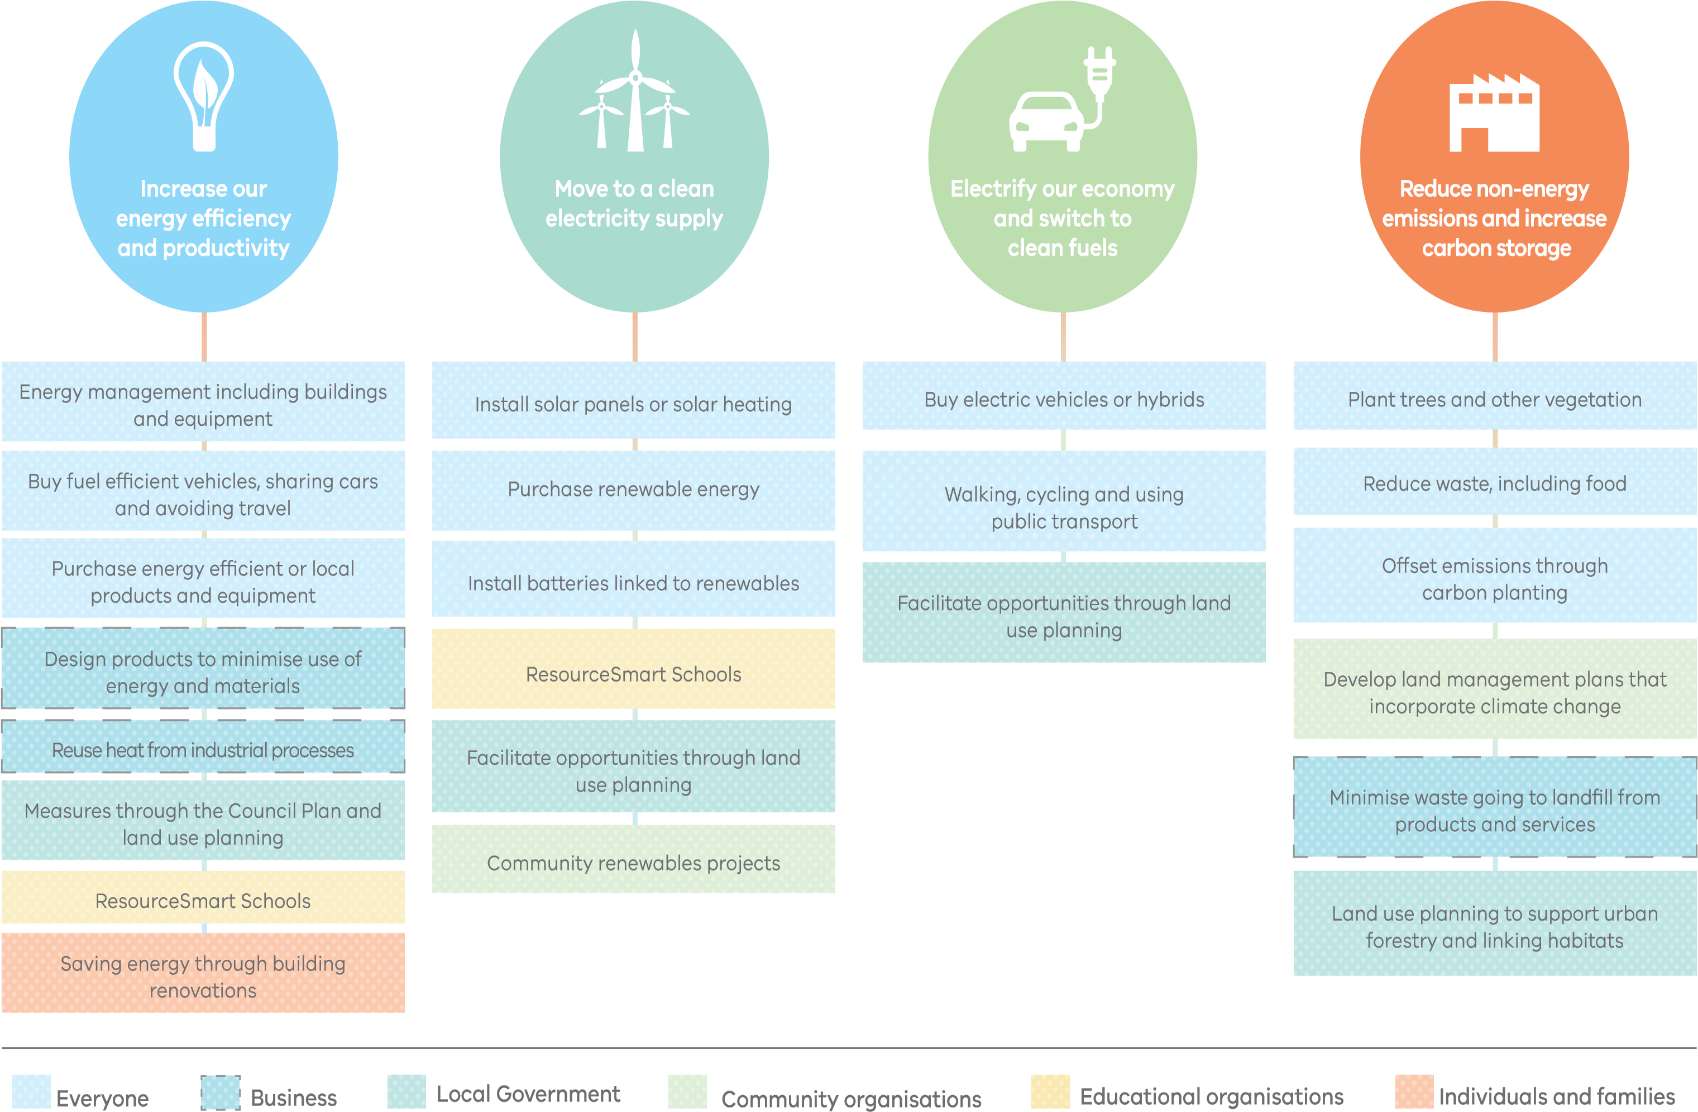 Increase our
energy efficiency
and productivity
Energy management including buildings
and equipment
Buy fuel efficient vehicles, sharing cars
and avoiding travel
Purchase energy efficient or local
products and equipment
Design products to minimise use of
energy and materials
Reuse heat from industrial processes
Measures through the Council Plan and
land use planning
ResourceSmart Schools
Saving energy through building
renovations
Move to a clean
electricity supply
Install solar panels or solar heating
Purchase renewable energy
Install batteries linked to renewables
ResourceSmart Schools
Facilitate opportunities through land
use planning
Community renewables projects
Electrify our economy
and switch to
clean fuels
Buy electric vehicles or hybrids
Walking, cycling and using
public transport
Facilitate opportunities through land
use planning
Reduce non-energy
emissions and increase
carbon storage
Plant trees and other vegetation
Reduce waste, including food
Offset emissions through
carbon planting
Develop land management plans that
incorporate climate change
Minimise waste going to landfill from
products and services
Land use planning to support urban
forestry and linking habitats
Everyone
Business
Local Government
Community organisations
Educational organisations
Individuals and families